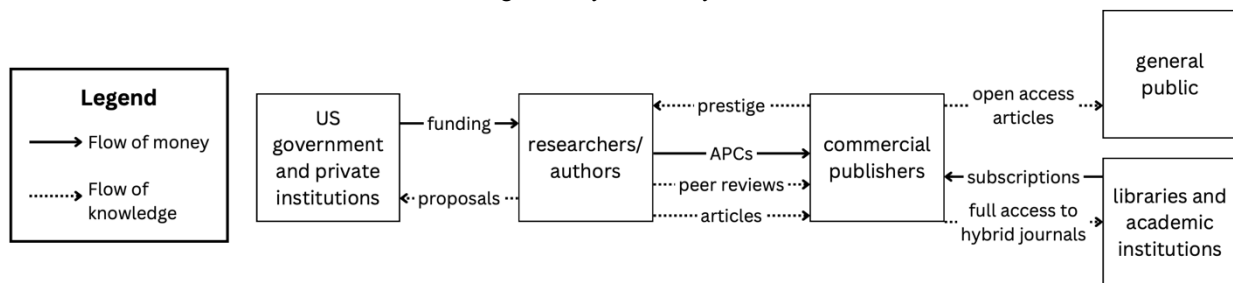 Legend
Flow of money
Flow of
knowledge
US
government
and private
institutions
funding
proposals
researchers/
authors
prestige
APCs
peer reviews
articles
commercial
publishers
open access
articles
subscriptions
full access to
hybrid journals
general
public
libraries and
academic
institutions